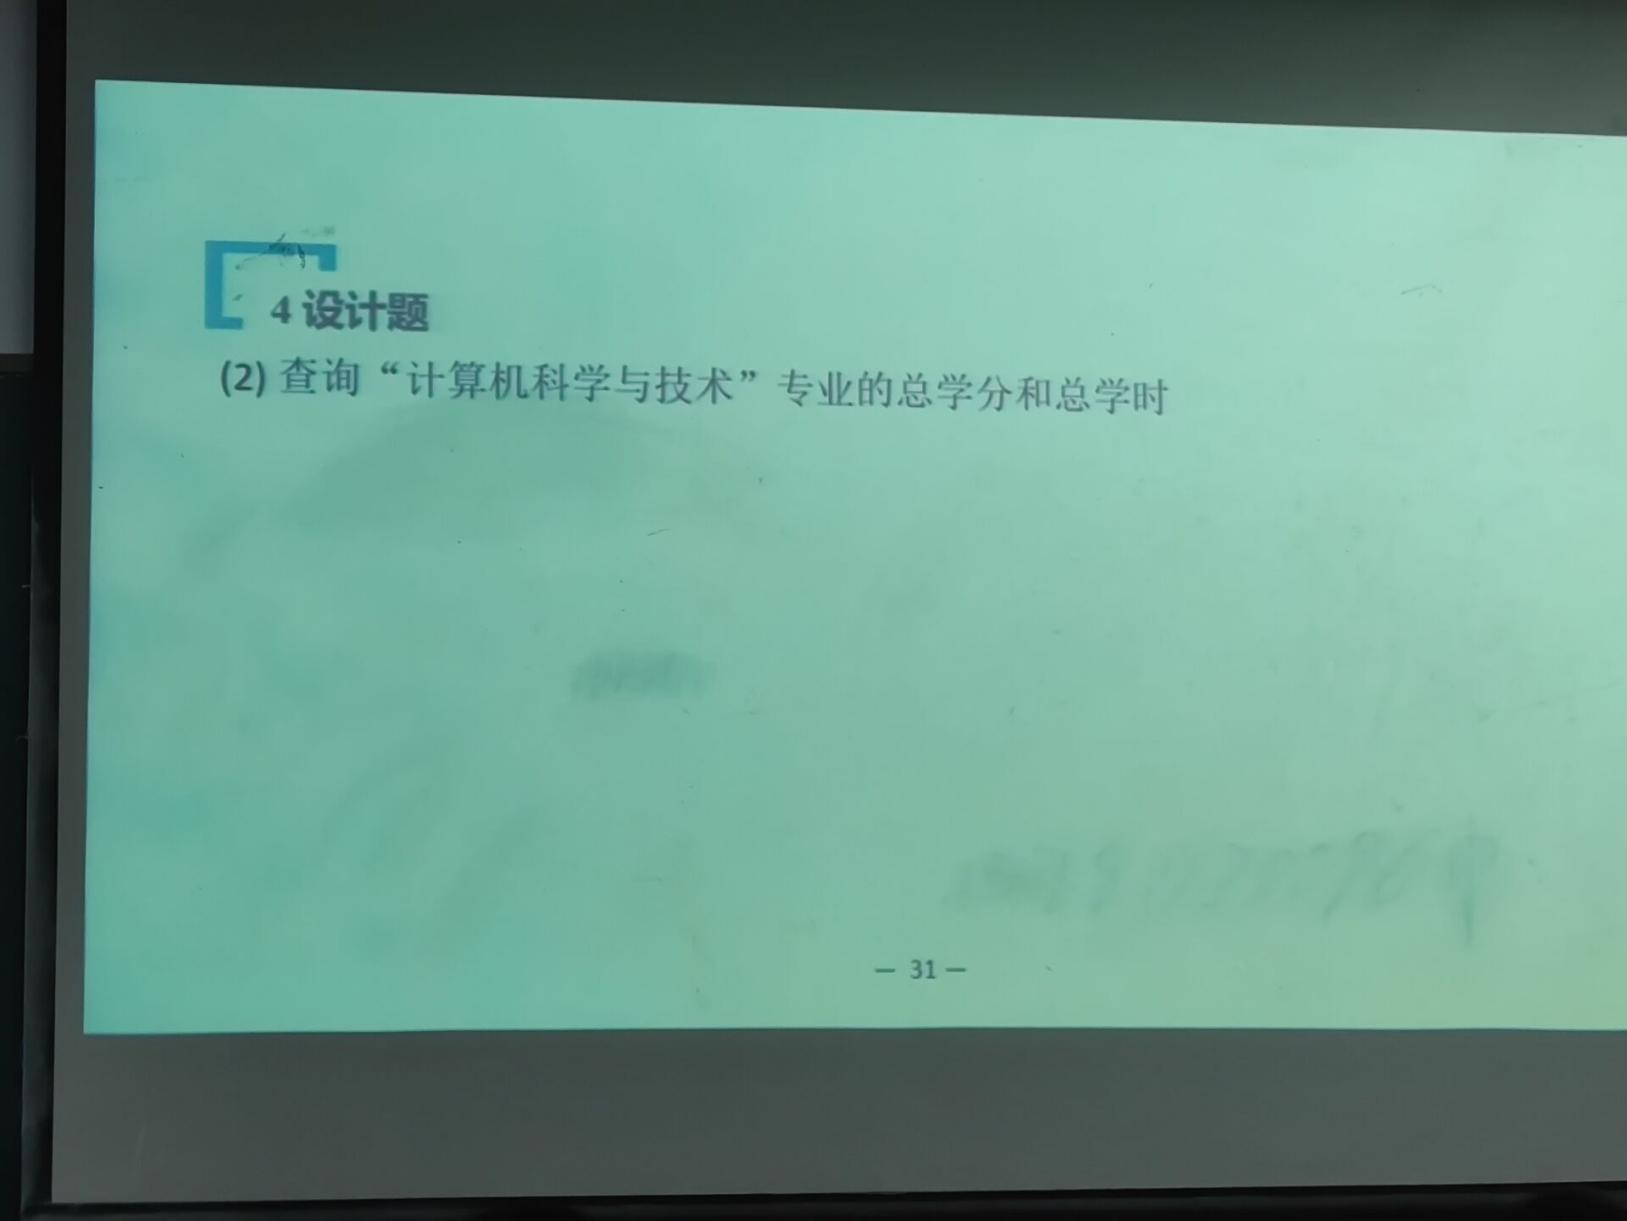 4 设计题
(2) 查询“计算机科学与技术”专业的总学分和总学时
— 31 —